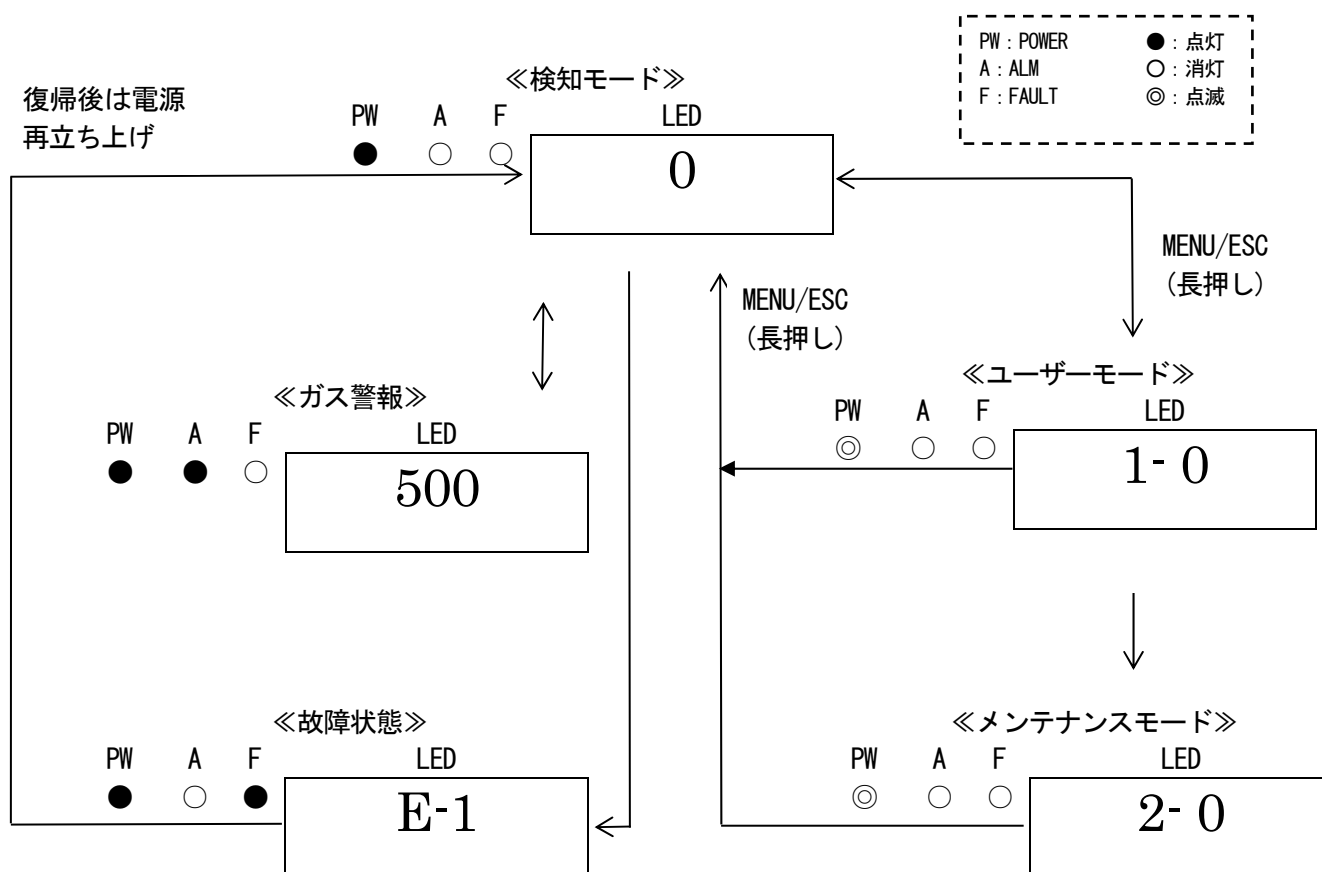 PW：POWER ●：点灯
A：ALM ○：消灯
F：FAULT ◎：点滅
≪検知モード≫
復帰後は電源
再立ち上げ
PW A F LED
● ○ ○
0
MENU/ESC
(長押し)
MENU/ESC
(長押し)
≪ガス警報≫
PW A F LED
● ● ○
500
≪ユーザーモード≫
PW A F LED
◎ ○ ○
1- 0
≪故障状態≫
PW A F LED
● ○ ●
E-1
≪メンテナンスモード≫
PW A F LED
◎ ○ ○
2- 0